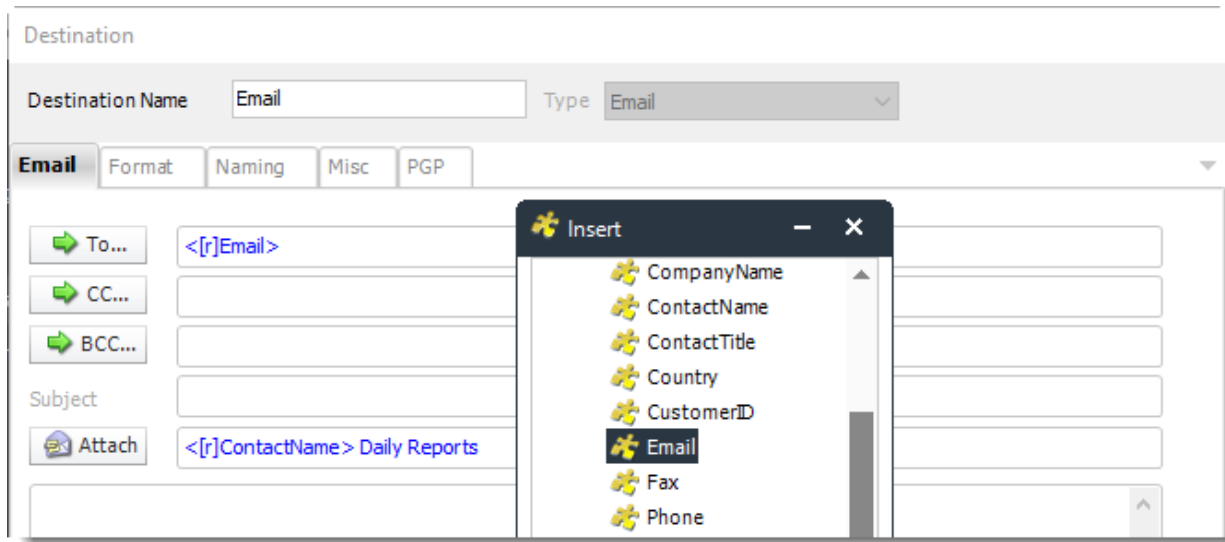 Destination
Destination Name Email Type Email
Email Format Naming Misc PGP
Insert
To... <[r]Email>
CC...
BCC...
Subject
Attach <[r]ContactName> Daily Reports
CompanyName
ContactName
ContactTitle
Country
CustomerID
Email
Fax
Phone